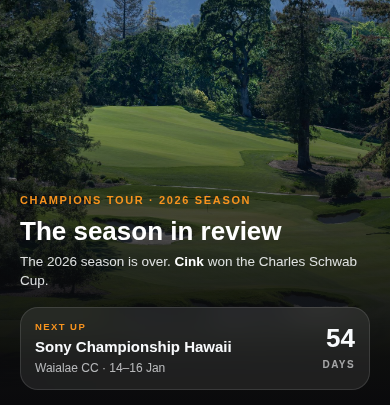 CHAMPIONS TOUR · 2026 SEASON
The season in review
The 2026 season is over. Cink won the Charles Schwab
Cup.
NEXT UP
Sony Championship Hawaii
Waialae CC · 14–16 Jan
54
DAYS